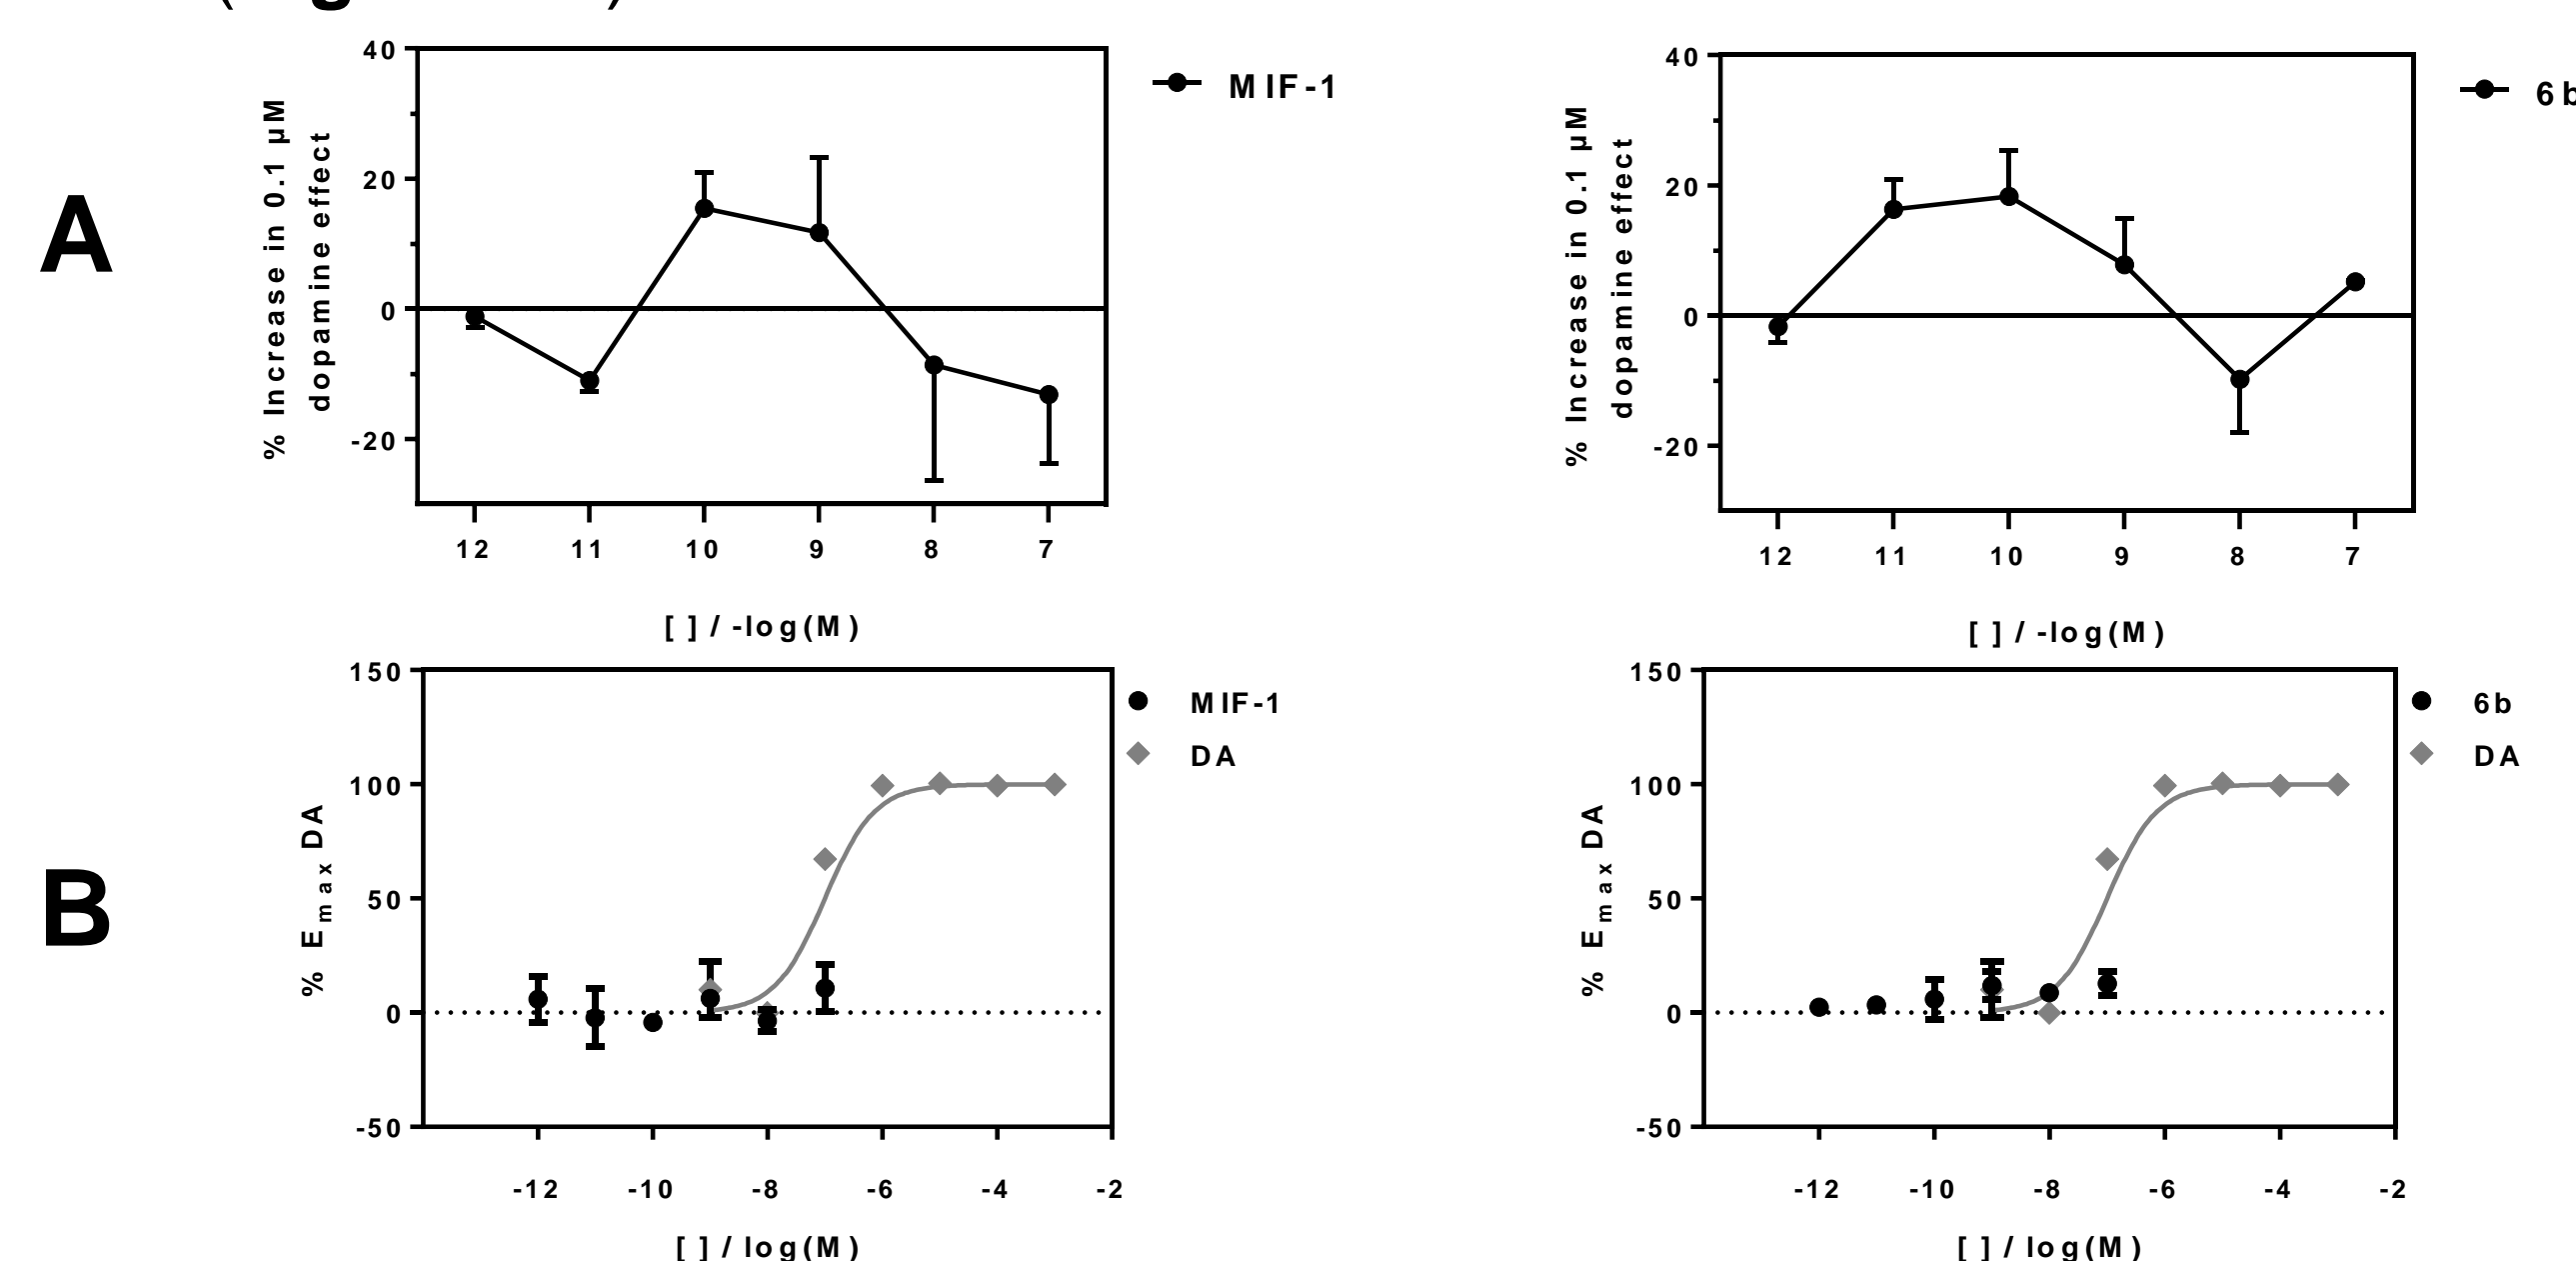 A
% Increase in 0.1 µM
dopamine effect
40
20
0
-20
12 11 10 9 8 7
[ ] / -log(M)
MIF-1
% Increase in 0.1 µM
dopamine effect
40
20
0
-20
12 11 10 9 8 7
[ ] / -log(M)
B
% Emax DA
150
100
50
0
-50
-12 -10 -8 -6 -4 -2
[ ] / log(M)
MIF-1
DA
% Emax DA
150
100
50
0
-50
-12 -10 -8 -6 -4 -2
[ ] / log(M)
6b
DA